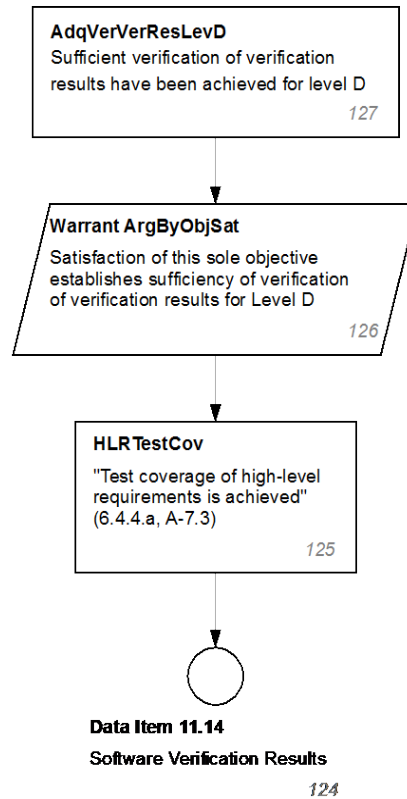 AdqVerVerResLevD
Sufficient verification of verification
results have been achieved for level D
127
Warrant ArgByObjSat
Satisfaction of this sole objective
establishes sufficiency of verification
of verification results for Level D
126
HLRTestCov
"Test coverage of high-level
requirements is achieved"
(6.4.4.a, A-7.3)
125
Data Item 11.14
Software Verification Results
124